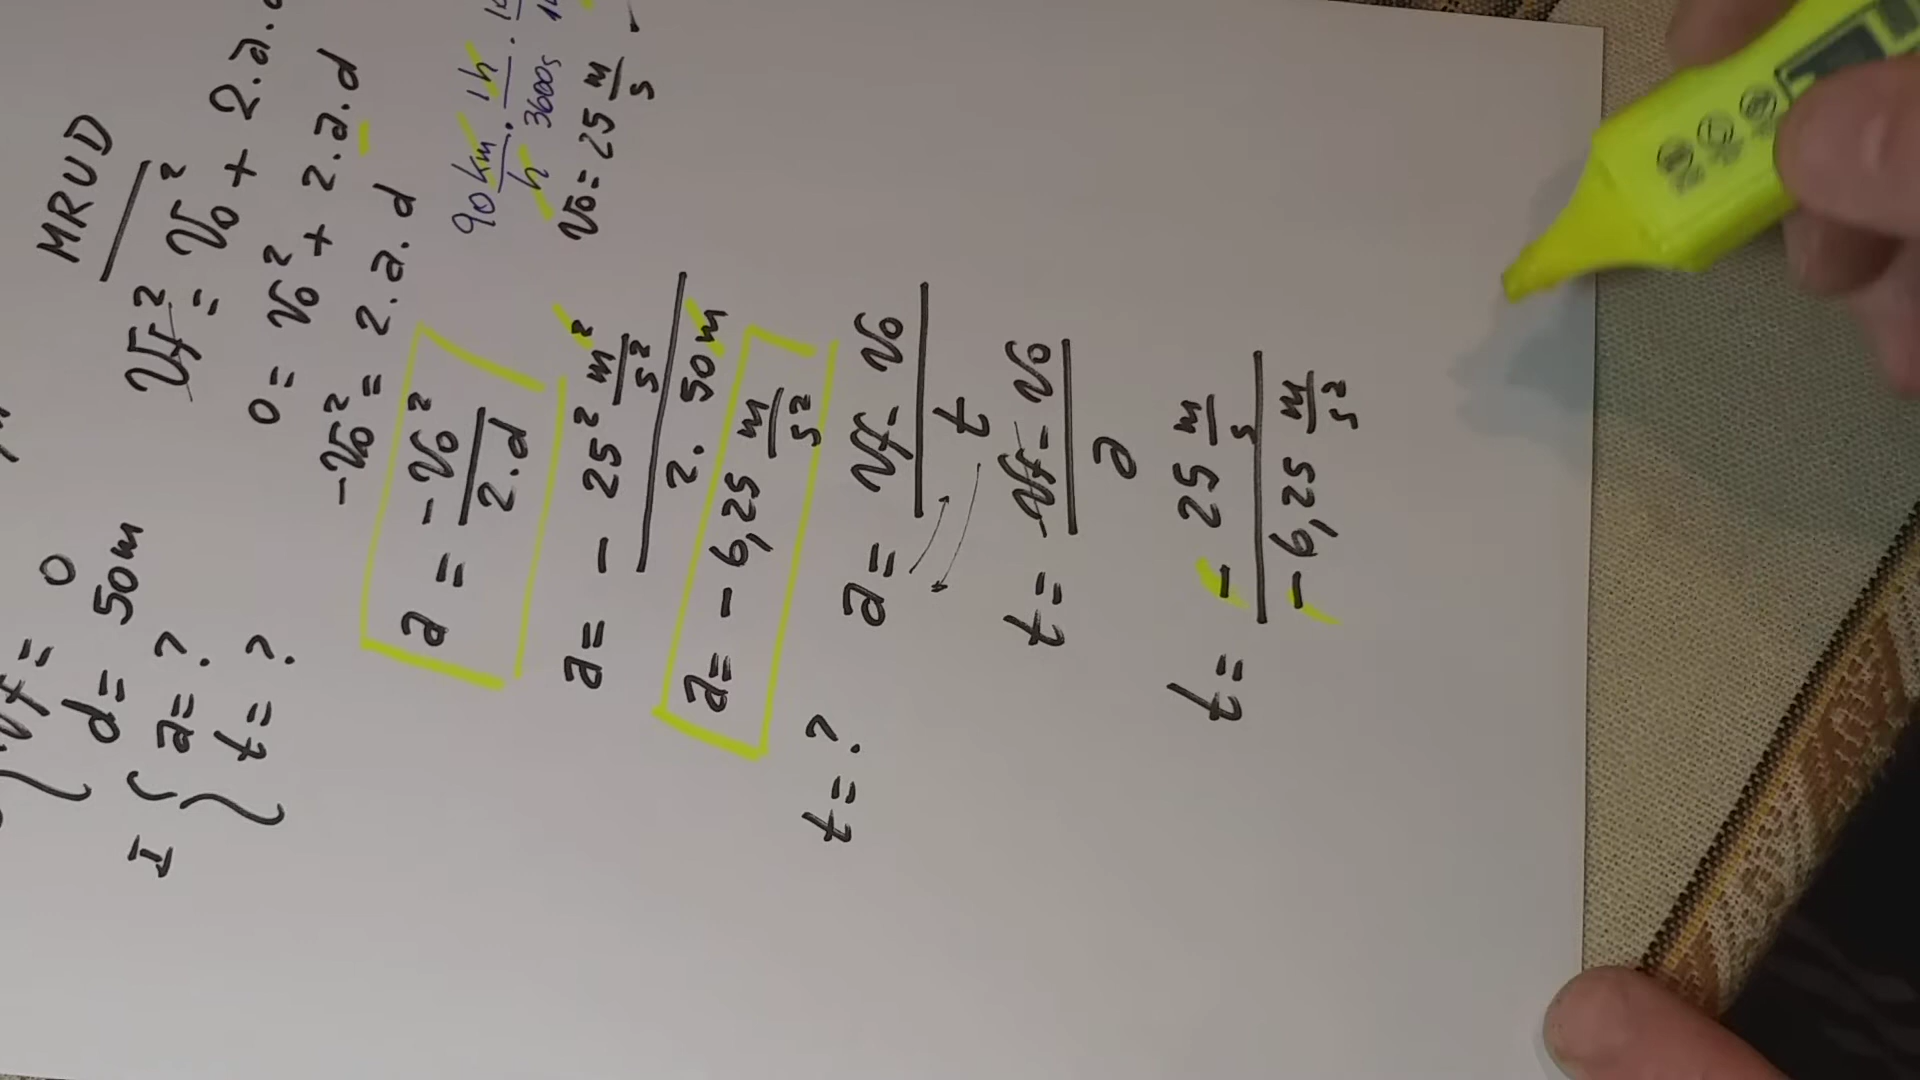 MRUD
Vf² = V₀² + 2.a.
0 = V₀² + 2.a.d
-V₀² = 2.a.d
Vf = 0
d = 50m
a = ?
I
t = ?
a = -V₀² / 2.d
90 km/h . 1h/3600s .
V₀ = 25 m/s
a = - 25² m²/s² / 2. 50m
a = - 6,25 m/s²
t = ?
a = Vf - V₀ / t
t = Vf - V₀ / a
t = - 25 m/s / - 6,25 m/s²